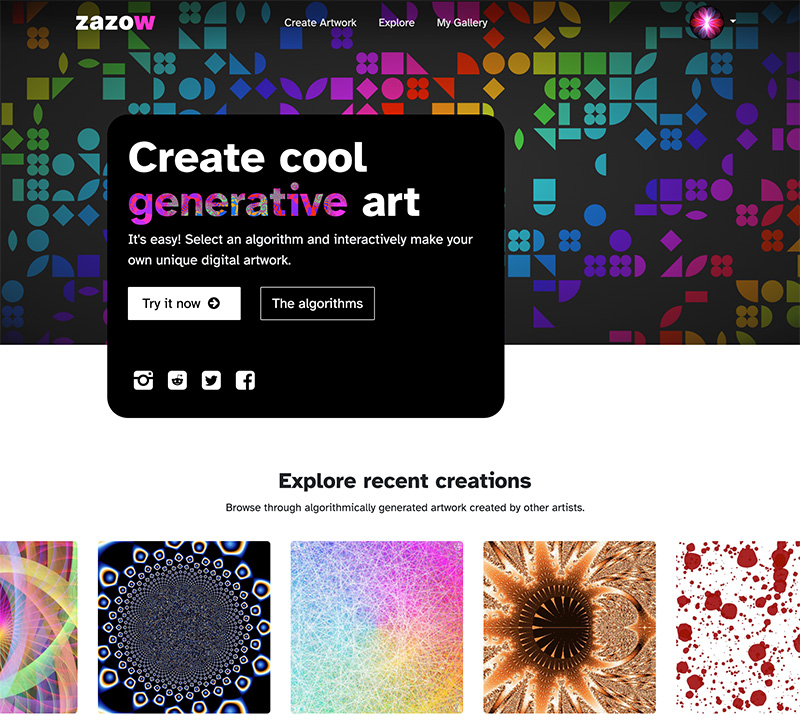 zazow
Create Artwork
Explore
My Gallery
Create cool
generative art
It's easy! Select an algorithm and interactively make your
own unique digital artwork.
Try it now
The algorithms
Explore recent creations
Browse through algorithmically generated artwork created by other artists.